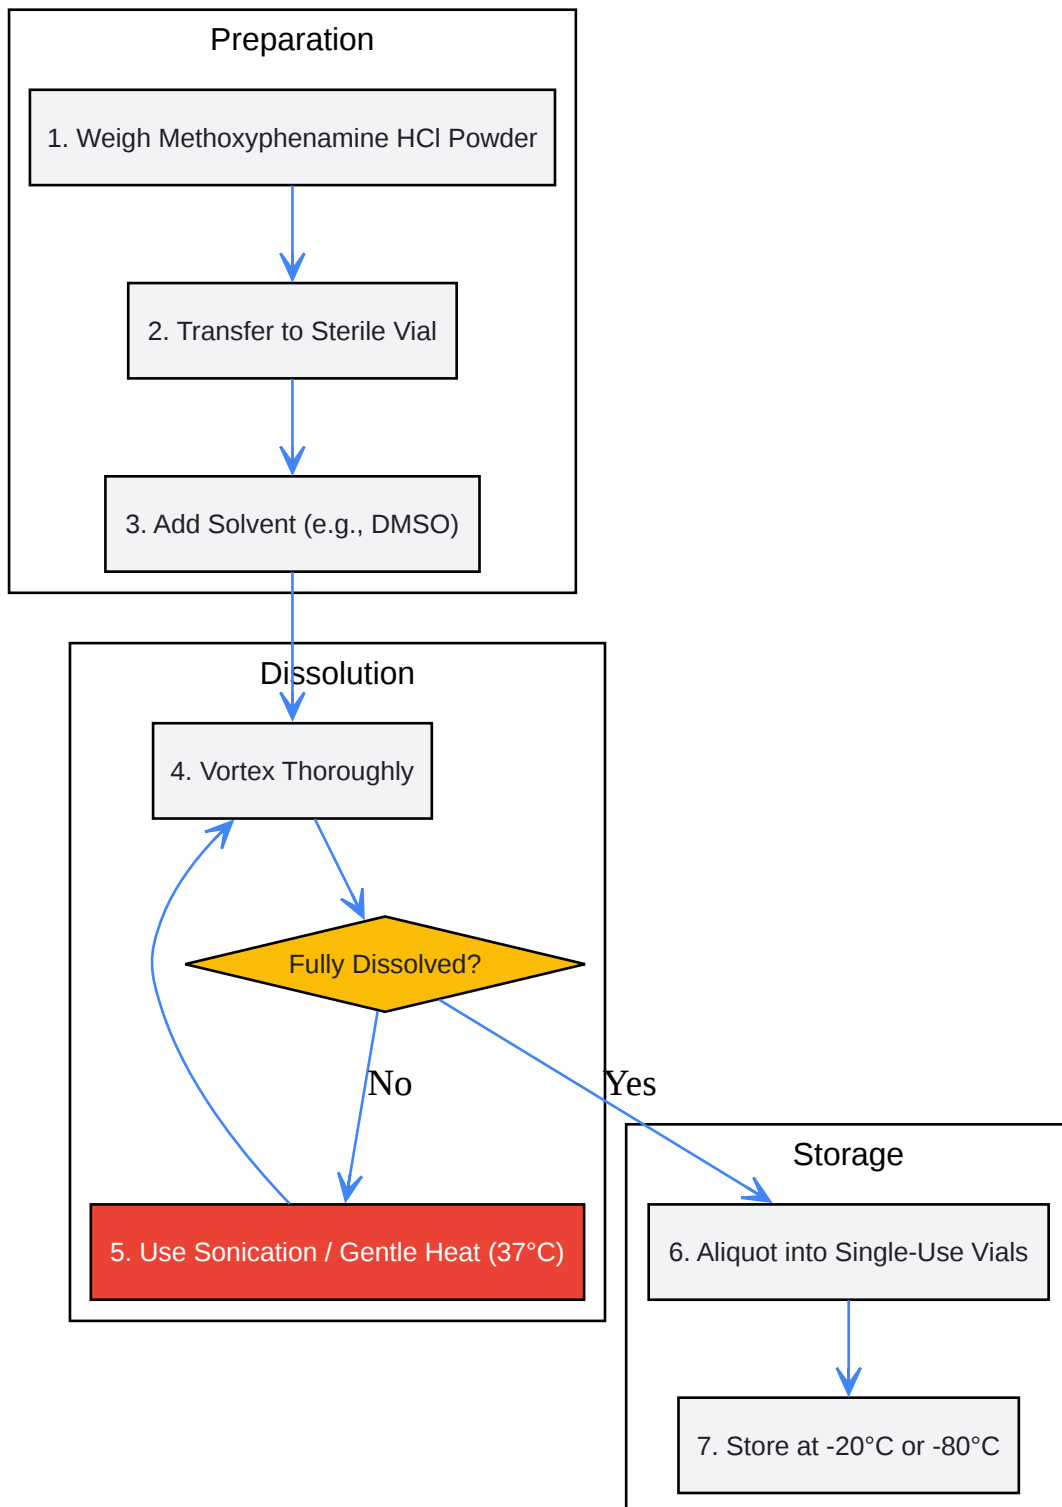 Preparation
1. Weigh Methoxyphenamine HCl Powder
2. Transfer to Sterile Vial
3. Add Solvent (e.g., DMSO)
Dissolution
4. Vortex Thoroughly
Fully Dissolved?
No
Yes
5. Use Sonication / Gentle Heat (37°C)
Storage
6. Aliquot into Single-Use Vials
7. Store at -20°C or -80°C